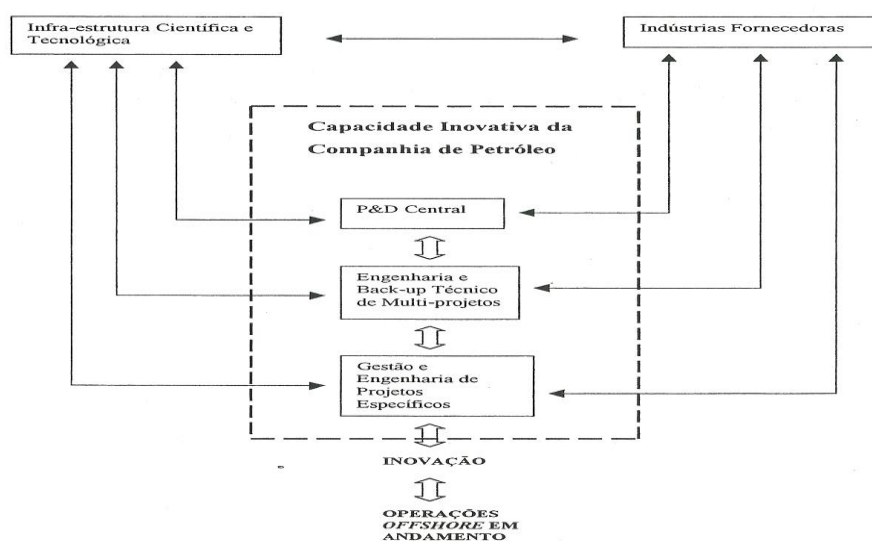 Infra-estrutura Científica e
Tecnológica
Indústrias Fornecedoras
Capacidade Inovativa da
Companhia de Petróleo
P&D Central
Engenharia e
Back-up Técnico
de Multi-projetos
Gestão e
Engenharia de
Projetos
Específicos
INOVAÇÃO
OPERAÇÕES
OFFSHORE EM
ANDAMENTO